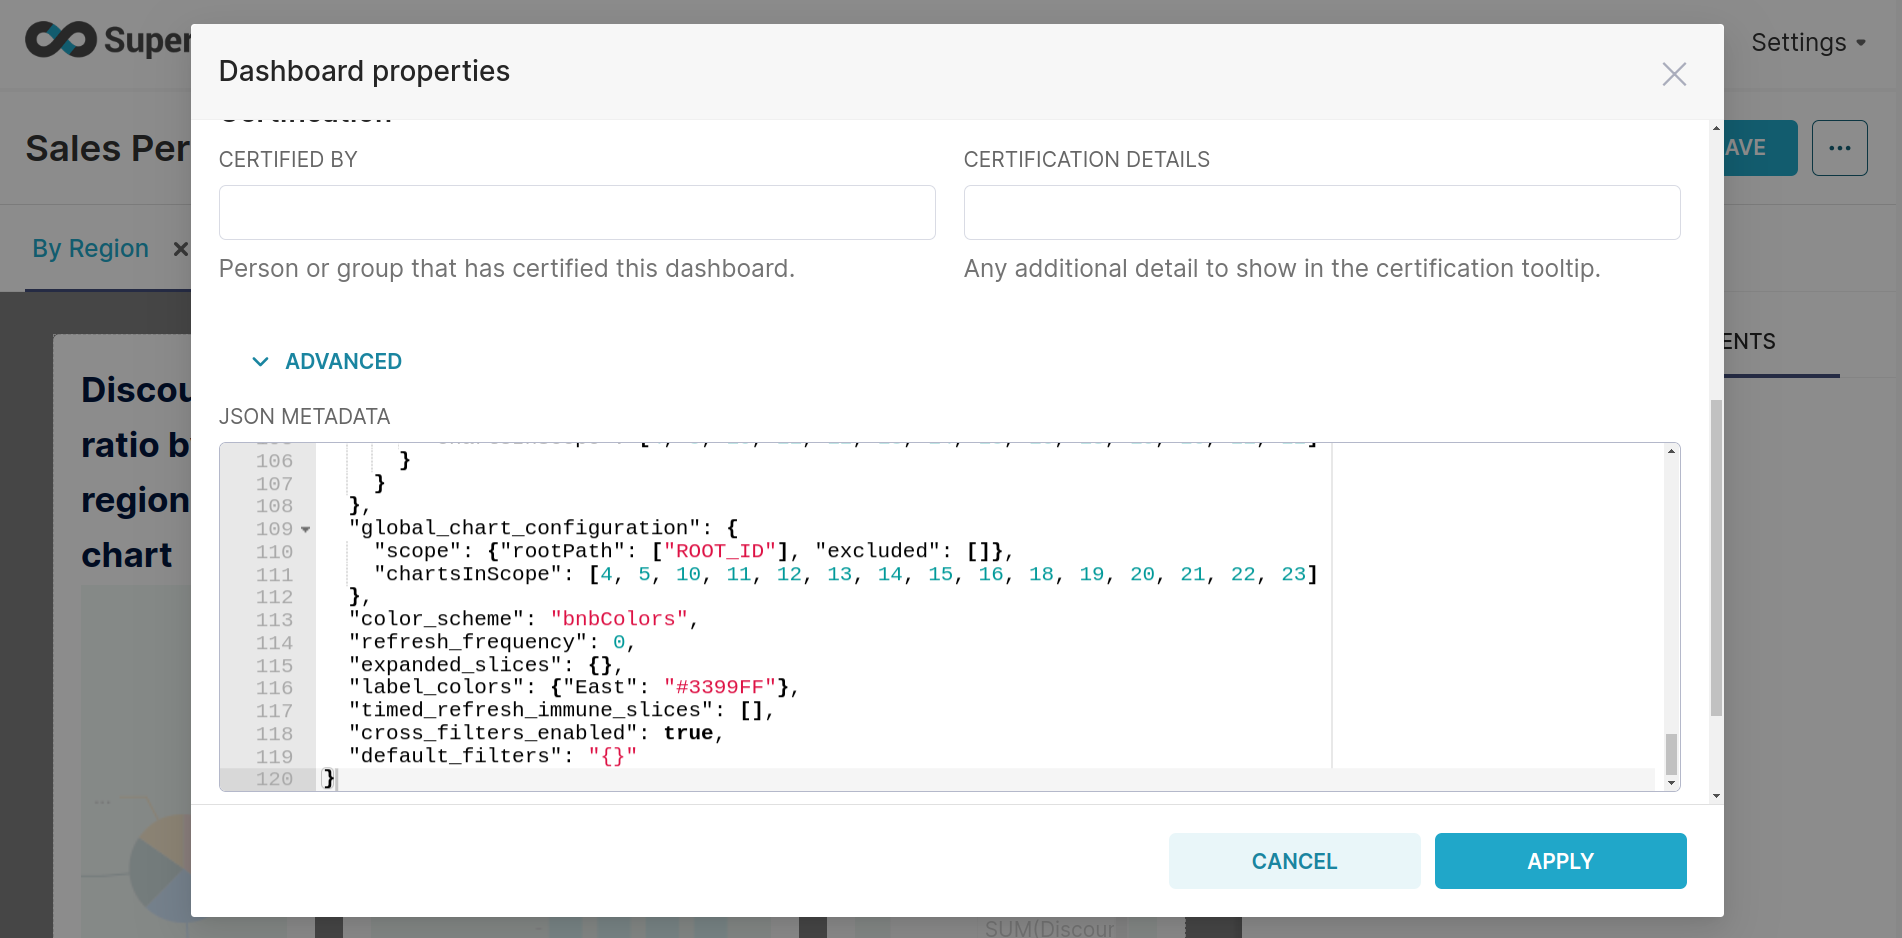 Super
Settings
Dashboard properties
Sales Per
AVE
By Region
Certification
CERTIFIED BY
CERTIFICATION DETAILS
Person or group that has certified this dashboard.
Any additional detail to show in the certification tooltip.
ENTS
ADVANCED
Discou
ratio b
region
chart
JSON METADATA
106 }
107 }
108 },
109 "global_chart_configuration": {
110 "scope": {"rootPath": ["ROOT_ID"], "excluded": []},
111 "chartsInScope": [4, 5, 10, 11, 12, 13, 14, 15, 16, 18, 19, 20, 21, 22, 23]
112 },
113 "color_scheme": "bnbColors",
114 "refresh_frequency": 0,
115 "expanded_slices": {},
116 "label_colors": {"East": "#3399FF"},
117 "timed_refresh_immune_slices": [],
118 "cross_filters_enabled": true,
119 "default_filters": "{}"
120 }
...
CANCEL
APPLY
SUM(Discour